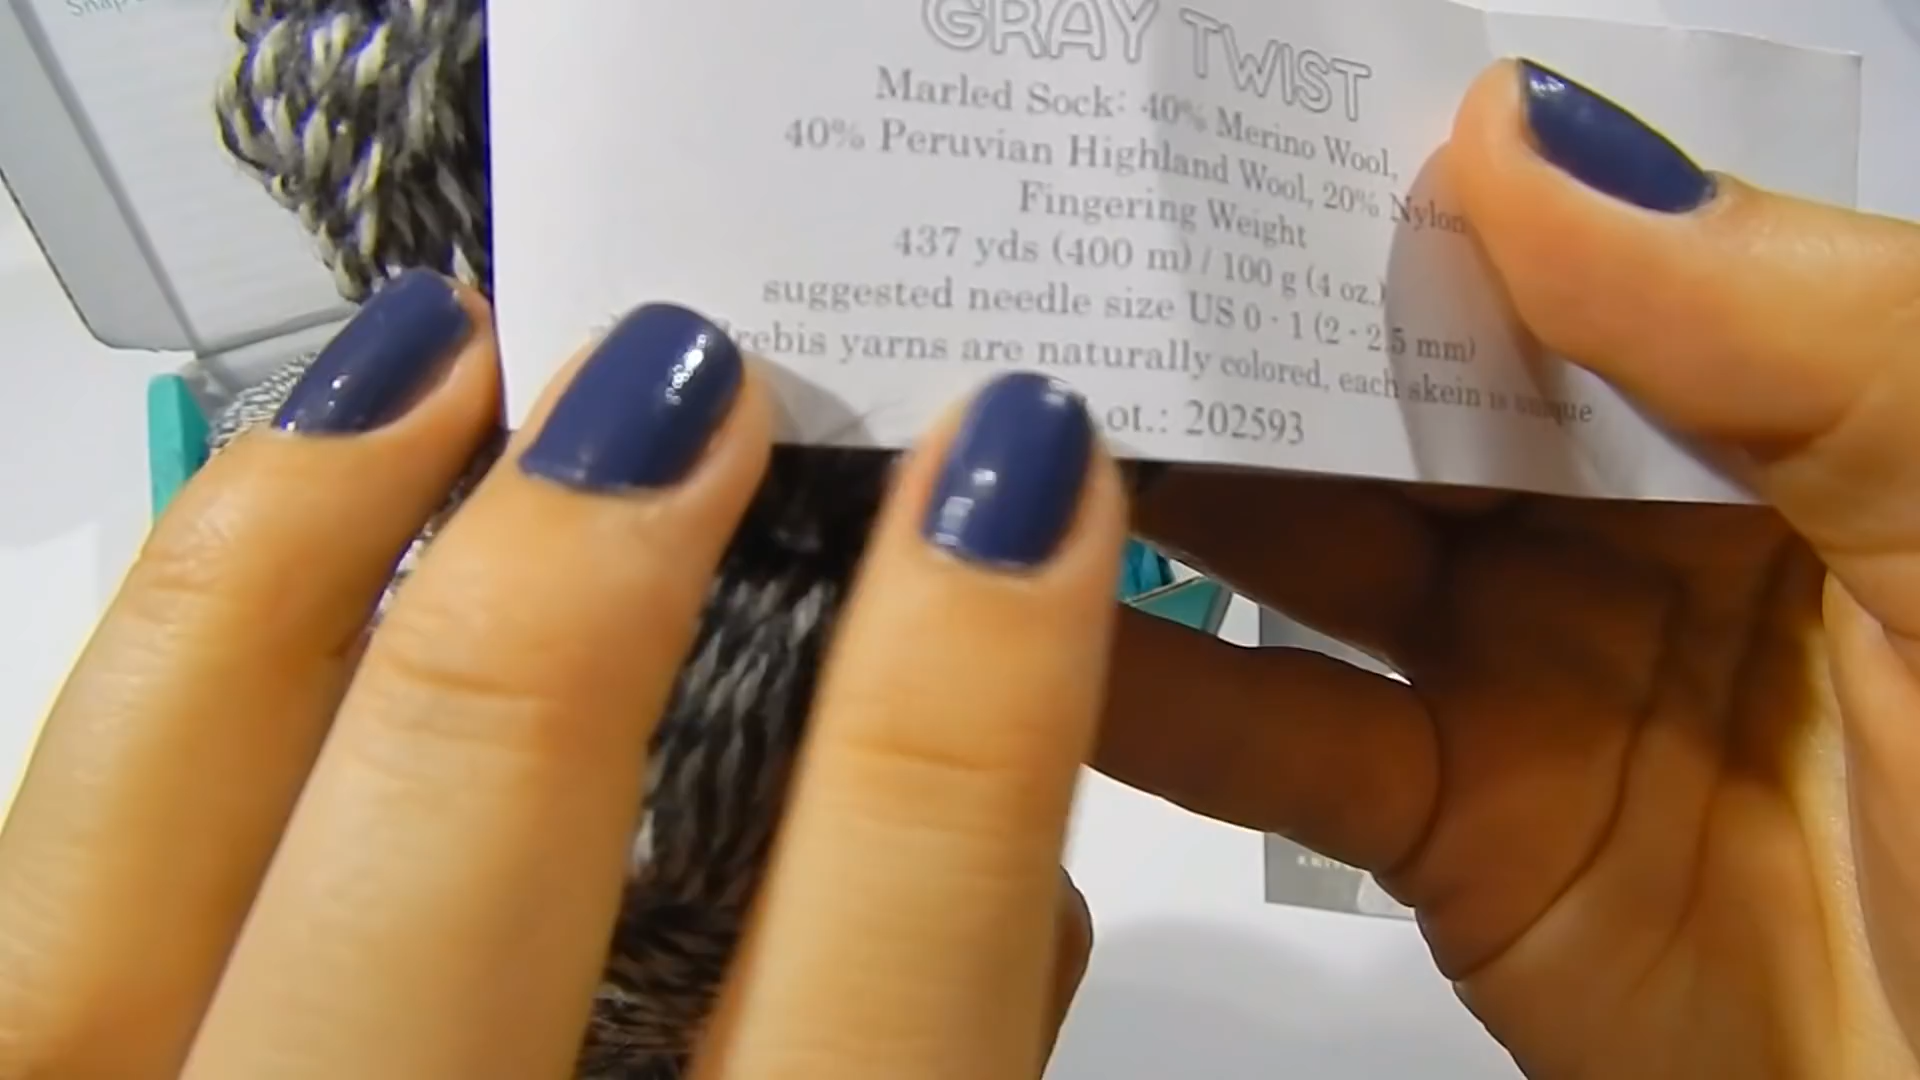 Snap
GRAY TWIST
Marled Sock: 40% Merino Wool,
40% Peruvian Highland Wool, 20% Nylon
Fingering Weight
437 yds (400 m) / 100 g (4 oz.)
suggested needle size US 0 - 1 (2 - 2.5 mm)
yarns are naturally colored, each skein is unique
ot.: 202593